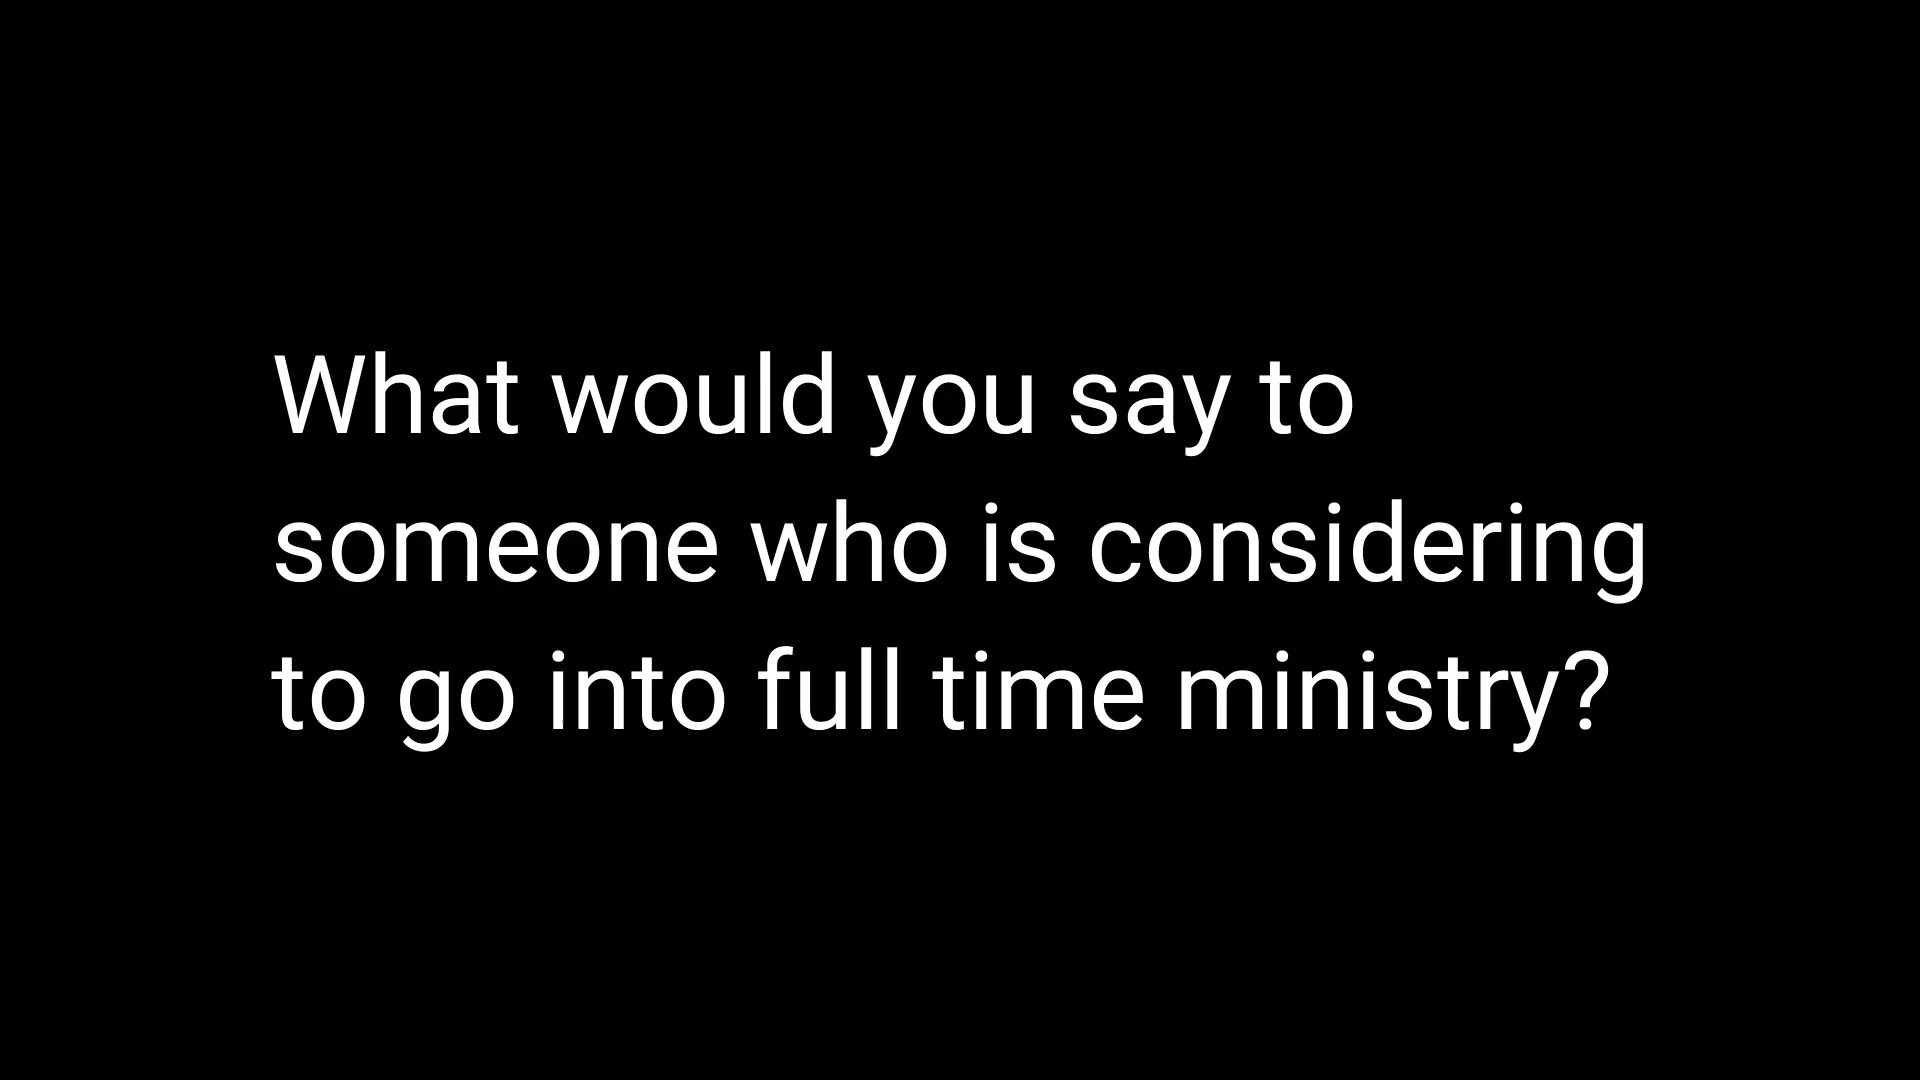 What would you say to
someone who is considering
to go into full time ministry?